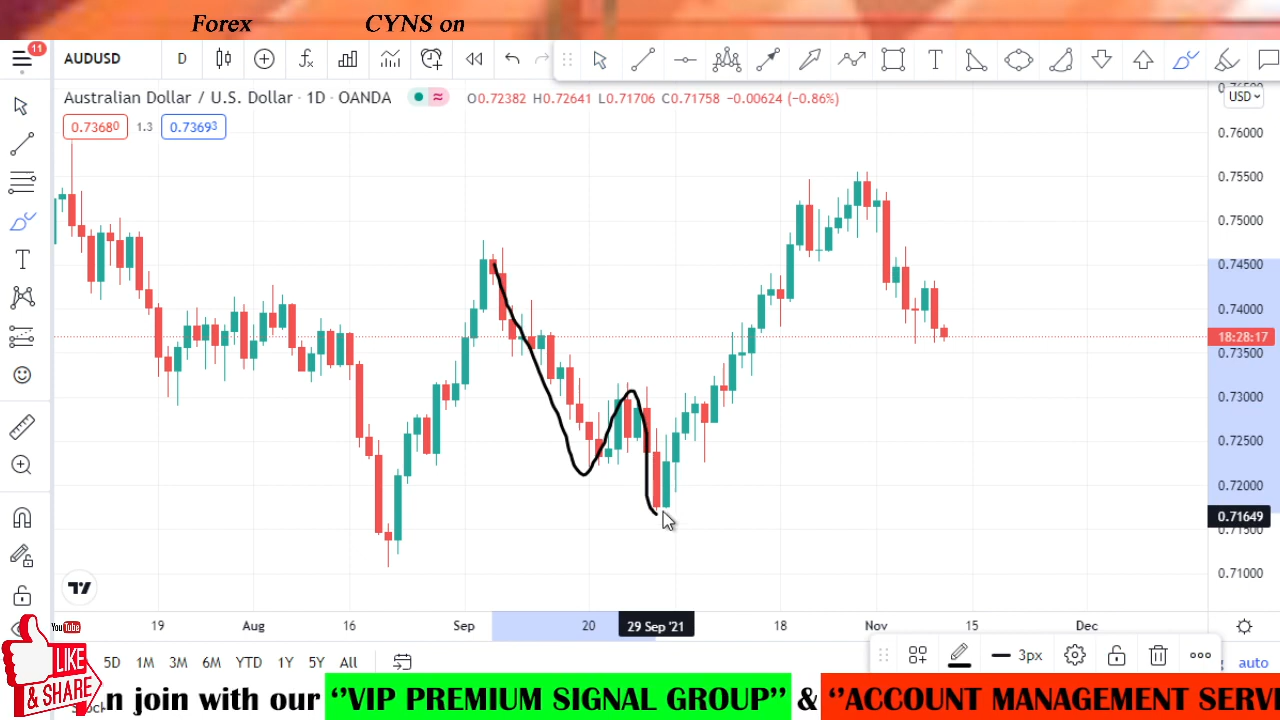 Forex CYNS on
11
AUDUSD D
Australian Dollar / U.S. Dollar · 1D · OANDA O0.72382 H0.72641 L0.71706 C0.71758 −0.00624 (−0.86%)
USD
0.73680 1.3 0.73693
0.76000
0.75500
0.75000
0.74500
0.74000
18:28:17
0.73500
0.73000
0.72500
0.72000
0.71649
0.71000
19 Aug 16 Sep 20 29 Sep '21 18 Nov 15 Dec
YouTube
LIKE
& SHARE
5D 1M 3M 6M YTD 1Y 5Y All
3px
auto
n join with our ‘’VIP PREMIUM SIGNAL GROUP’’ & ‘’ACCOUNT MANAGEMENT SERV